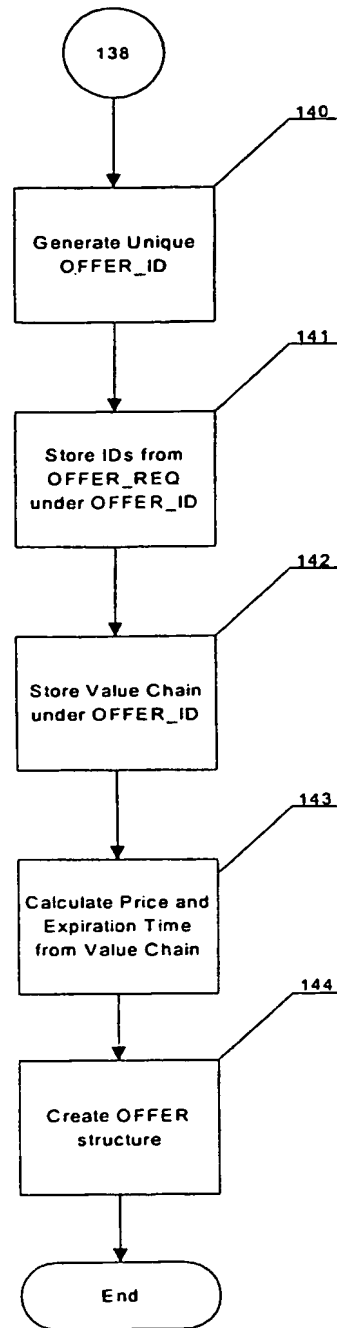 138
140
Generate Unique
OFFER_ID
141
Store IDs from
OFFER_REQ
under OFFER_ID
142
Store Value Chain
under OFFER_ID
143
Calculate Price and
Expiration Time
from Value Chain
144
Create OFFER
structure
End